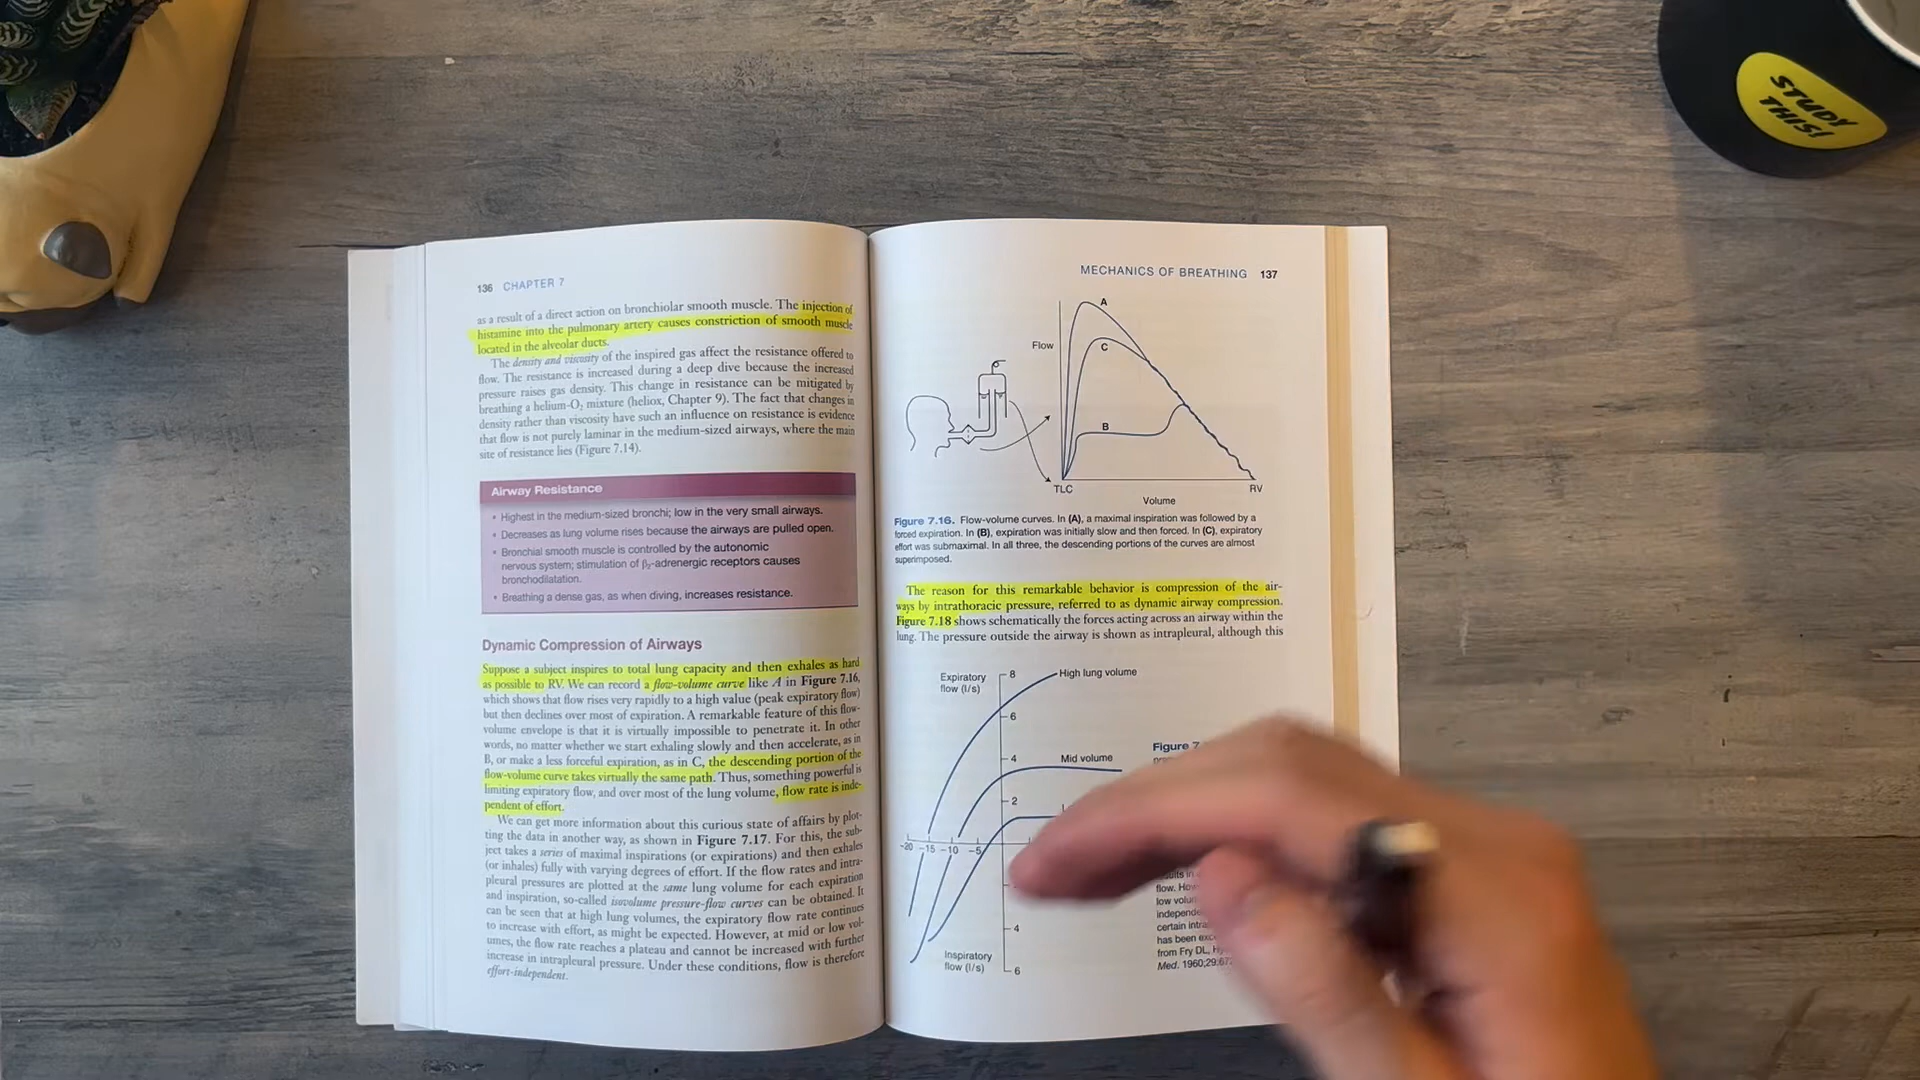 STUDY
THIS!
136 CHAPTER 7
as a result of a direct action on bronchiolar smooth muscle. The injection of
histamine into the pulmonary artery causes constriction of smooth muscle
located in the alveolar ducts.
The density and viscosity of the inspired gas affect the resistance offered to
flow. The resistance is increased during a deep dive because the increased
pressure raises gas density. This change in resistance can be mitigated by
breathing a helium-O₂ mixture (heliox, Chapter 9). The fact that changes in
density rather than viscosity have such an influence on resistance is evidence
that flow is not purely laminar in the medium-sized airways, where the main
site of resistance lies (Figure 7.14).
Airway Resistance
• Highest in the medium-sized bronchi; low in the very small airways.
• Decreases as lung volume rises because the airways are pulled open.
• Bronchial smooth muscle is controlled by the autonomic
nervous system; stimulation of β₂-adrenergic receptors causes
bronchodilatation.
• Breathing a dense gas, as when diving, increases resistance.
Dynamic Compression of Airways
Suppose a subject inspires to total lung capacity and then exhales as hard
as possible to RV. We can record a flow-volume curve like A in Figure 7.16,
which shows that flow rises very rapidly to a high value (peak expiratory flow)
but then declines over most of expiration. A remarkable feature of this flow-
volume envelope is that it is virtually impossible to penetrate it. In other
words, no matter whether we start exhaling slowly and then accelerate, as in
B, or make a less forceful expiration, as in C, the descending portion of the
flow-volume curve takes virtually the same path. Thus, something powerful is
limiting expiratory flow, and over most of the lung volume, flow rate is inde-
pendent of effort.
We can get more information about this curious state of affairs by plot-
ting the data in another way, as shown in Figure 7.17. For this, the sub-
ject takes a series of maximal inspirations (or expirations) and then exhales
(or inhales) fully with varying degrees of effort. If the flow rates and intra-
pleural pressures are plotted at the same lung volume for each expiration
and inspiration, so-called isovolume pressure-flow curves can be obtained. It
can be seen that at high lung volumes, the expiratory flow rate continues
to increase with effort, as might be expected. However, at mid or low vol-
umes, the flow rate reaches a plateau and cannot be increased with further
increase in intrapleural pressure. Under these conditions, flow is therefore
effort-independent.
MECHANICS OF BREATHING 137
A
Flow
C
B
TLC
RV
Volume
Figure 7.16. Flow-volume curves. In (A), a maximal inspiration was followed by a
forced expiration. In (B), expiration was initially slow and then forced. In (C), expiratory
effort was submaximal. In all three, the descending portions of the curves are almost
superimposed.
The reason for this remarkable behavior is compression of the air-
ways by intrathoracic pressure, referred to as dynamic airway compression.
Figure 7.18 shows schematically the forces acting across an airway within the
lung. The pressure outside the airway is shown as intrapleural, although this
Expiratory
flow (l/s)
8
High lung volume
6
4
Mid volume
2
-20 -15 -10 -5
4
Inspiratory
flow (l/s)
6
Figure 7
in
flow. How
low volu
independe
certain intra
has been exc
from Fry DL, Hy
Med. 1960;29:67